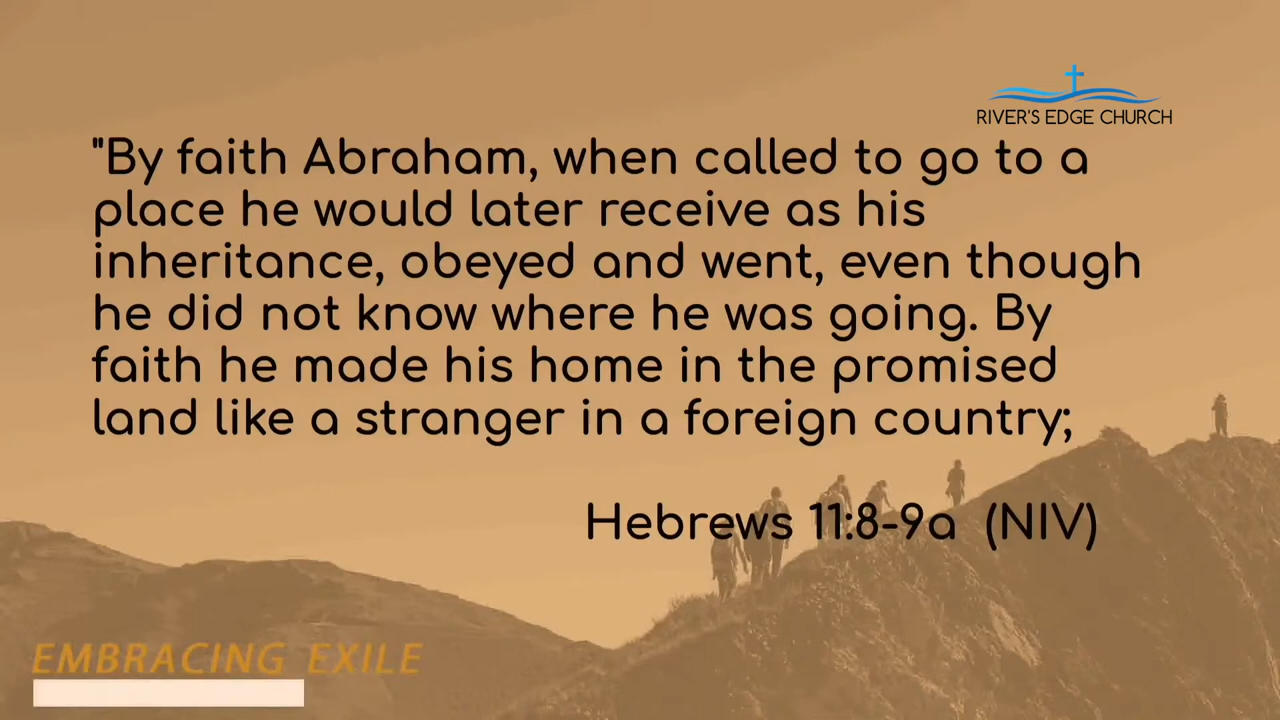 RIVER'S EDGE CHURCH
"By faith Abraham, when called to go to a
place he would later receive as his
inheritance, obeyed and went, even though
he did not know where he was going. By
faith he made his home in the promised
land like a stranger in a foreign country;
Hebrews 11:8-9a (NIV)
EMBRACING EXILE